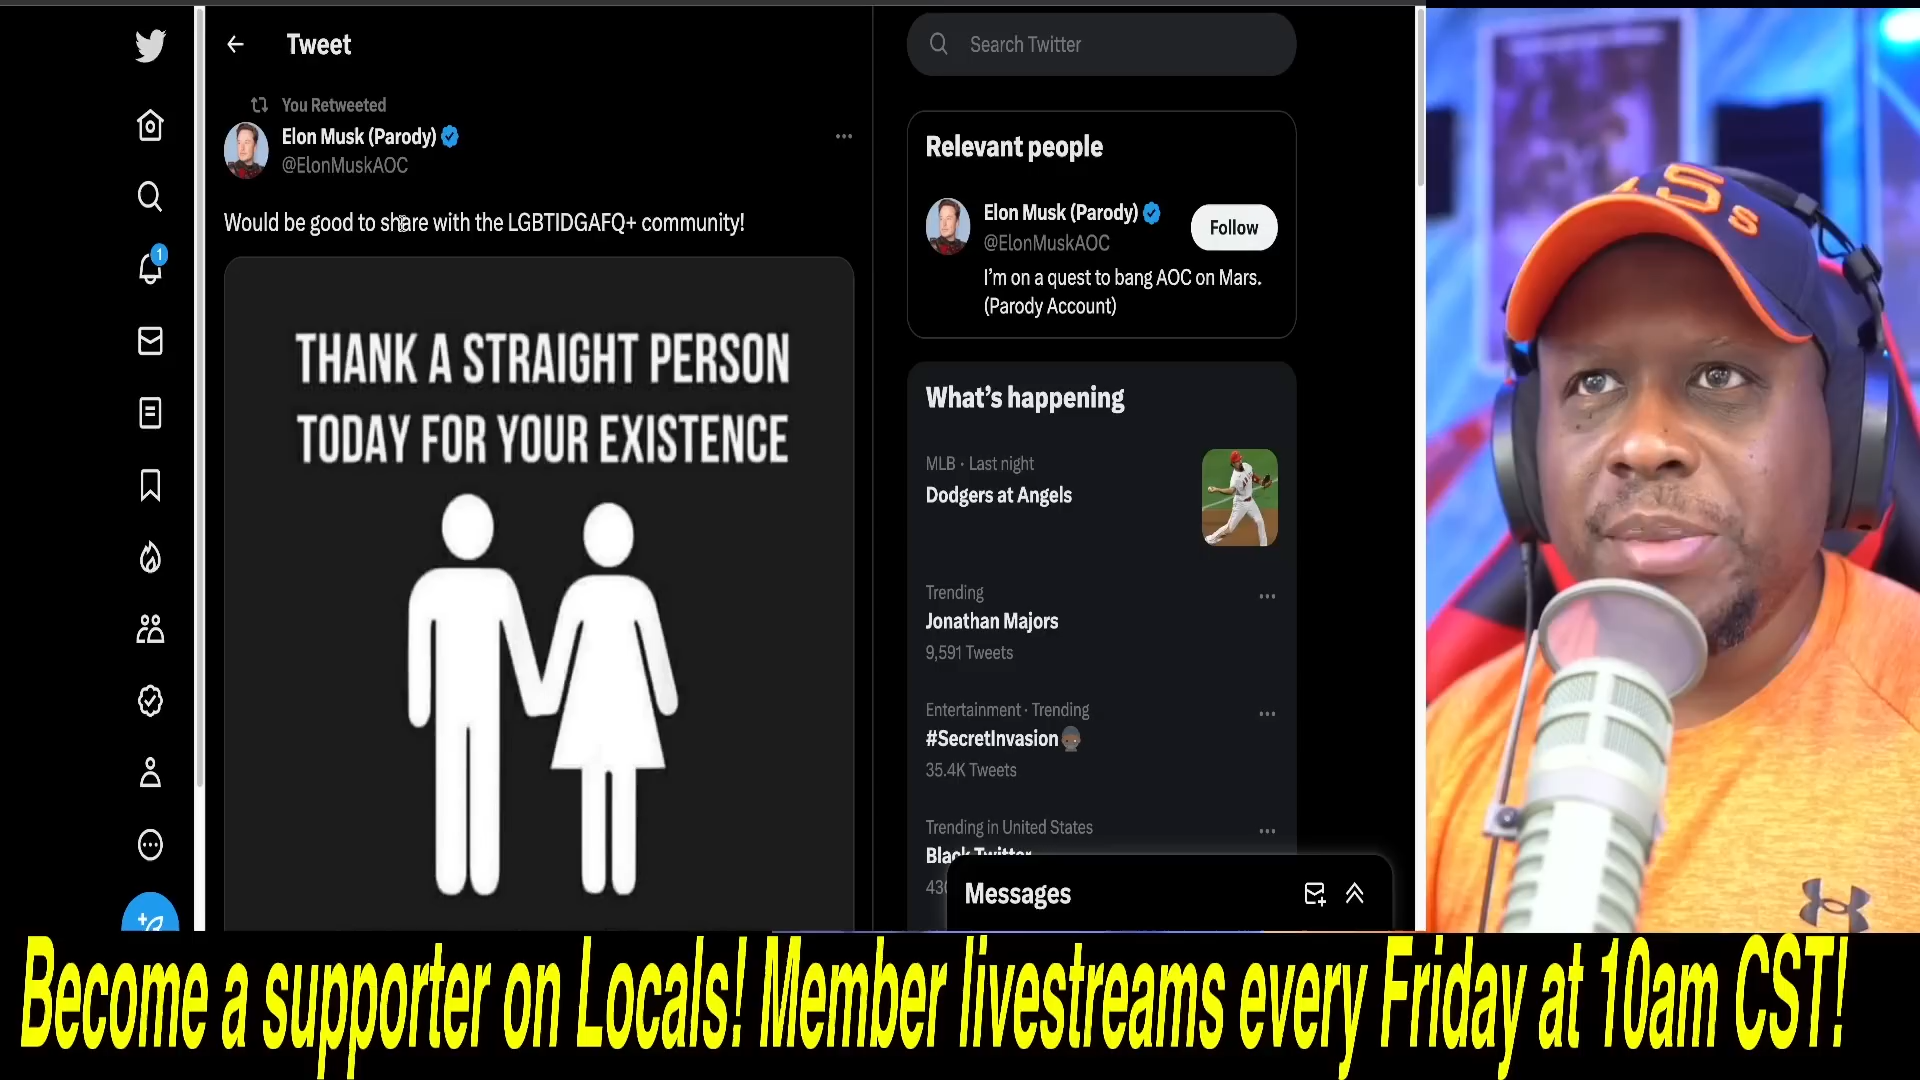 Tweet
You Retweeted
Elon Musk (Parody)
@ElonMuskAOC
Would be good to share with the LGBTIDGAFQ+ community!
THANK A STRAIGHT PERSON
TODAY FOR YOUR EXISTENCE
Search Twitter
Relevant people
Elon Musk (Parody)
@ElonMuskAOC
Follow
I'm on a quest to bang AOC on Mars.
(Parody Account)
What's happening
MLB · Last night
Dodgers at Angels
Trending
Jonathan Majors
9,591 Tweets
Entertainment · Trending
#SecretInvasion
35.4K Tweets
Trending in United States
Black Twitter
Messages
1
Become a supporter on Locals! Member livestreams every Friday at 10am CST!